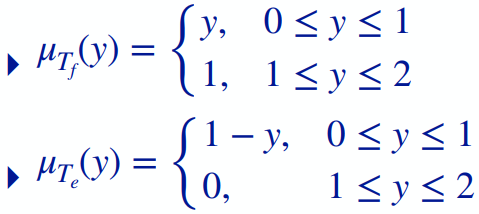 ▶ μ_{T_f}(y) = { y, 0 ≤ y ≤ 1
1, 1 ≤ y ≤ 2
▶ μ_{T_e}(y) = { 1 − y, 0 ≤ y ≤ 1
0, 1 ≤ y ≤ 2